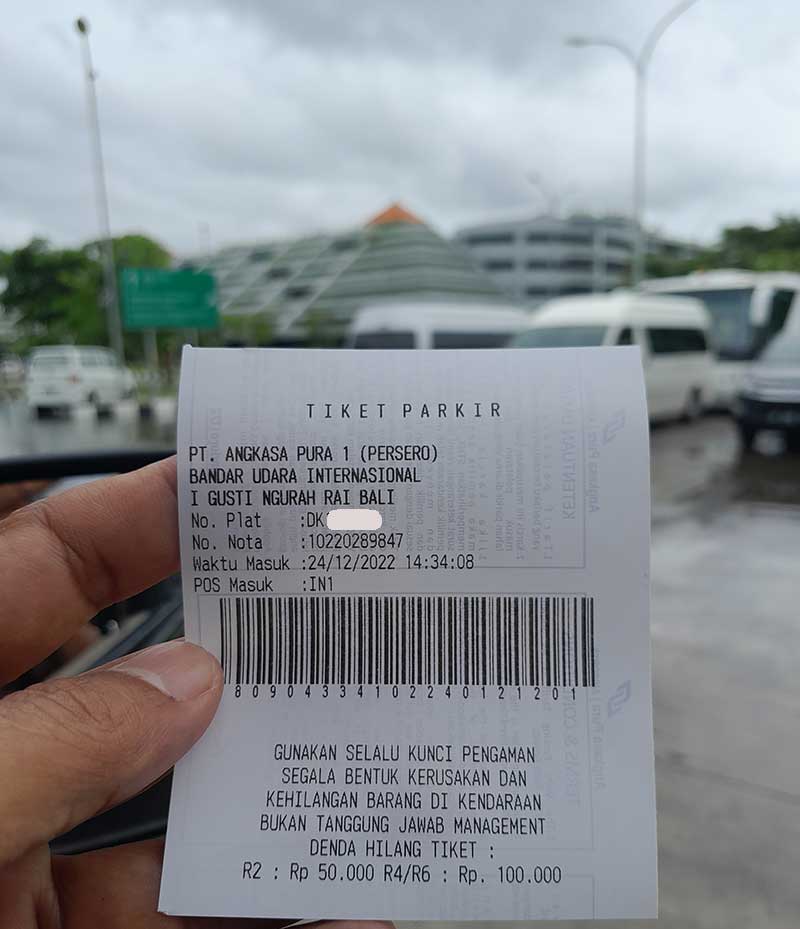 TIKET PARKIR
PT. ANGKASA PURA 1 (PERSERO)
BANDAR UDARA INTERNASIONAL
I GUSTI NGURAH RAI BALI
No. Plat :DK
No. Nota :10220289847
Waktu Masuk :24/12/2022 14:34:08
POS Masuk :IN1
80904334102240121201
GUNAKAN SELALU KUNCI PENGAMAN
SEGALA BENTUK KERUSAKAN DAN
KEHILANGAN BARANG DI KENDARAAN
BUKAN TANGGUNG JAWAB MANAGEMENT
DENDA HILANG TIKET :
R2 : Rp 50.000 R4/R6 : Rp. 100.000